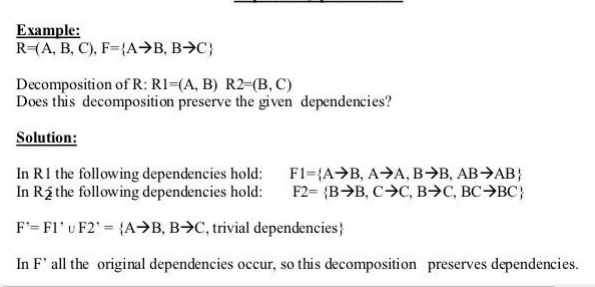 Example:
R=(A, B, C), F={A→B, B→C}
Decomposition of R: R1=(A, B) R2=(B, C)
Does this decomposition preserve the given dependencies?
Solution:
In R1 the following dependencies hold: F1={A→B, A→A, B→B, AB→AB}
In R2 the following dependencies hold: F2= {B→B, C→C, B→C, BC→BC}
F'= F1' ∪ F2' = {A→B, B→C, trivial dependencies}
In F' all the original dependencies occur, so this decomposition preserves dependencies.